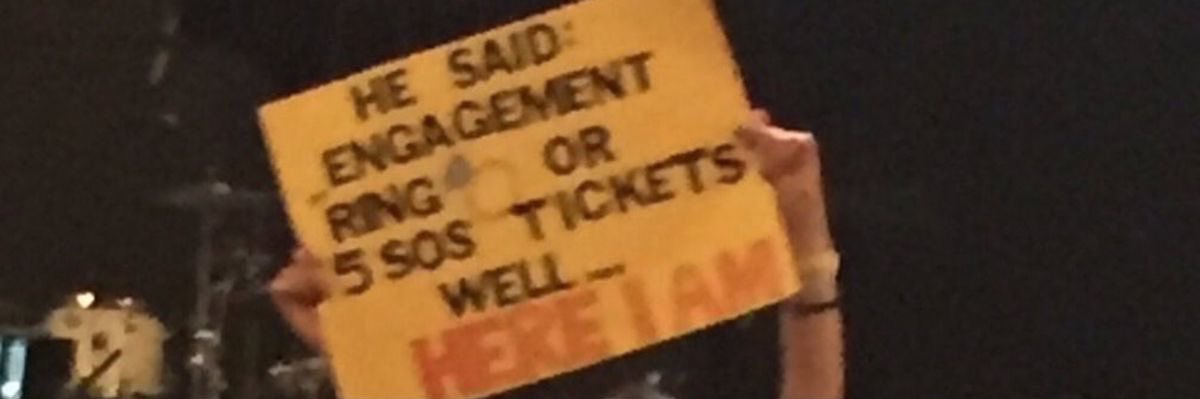 HE SAID:
ENGAGEMENT
RING OR
5SOS TICKETS
WELL...
HERE I AM